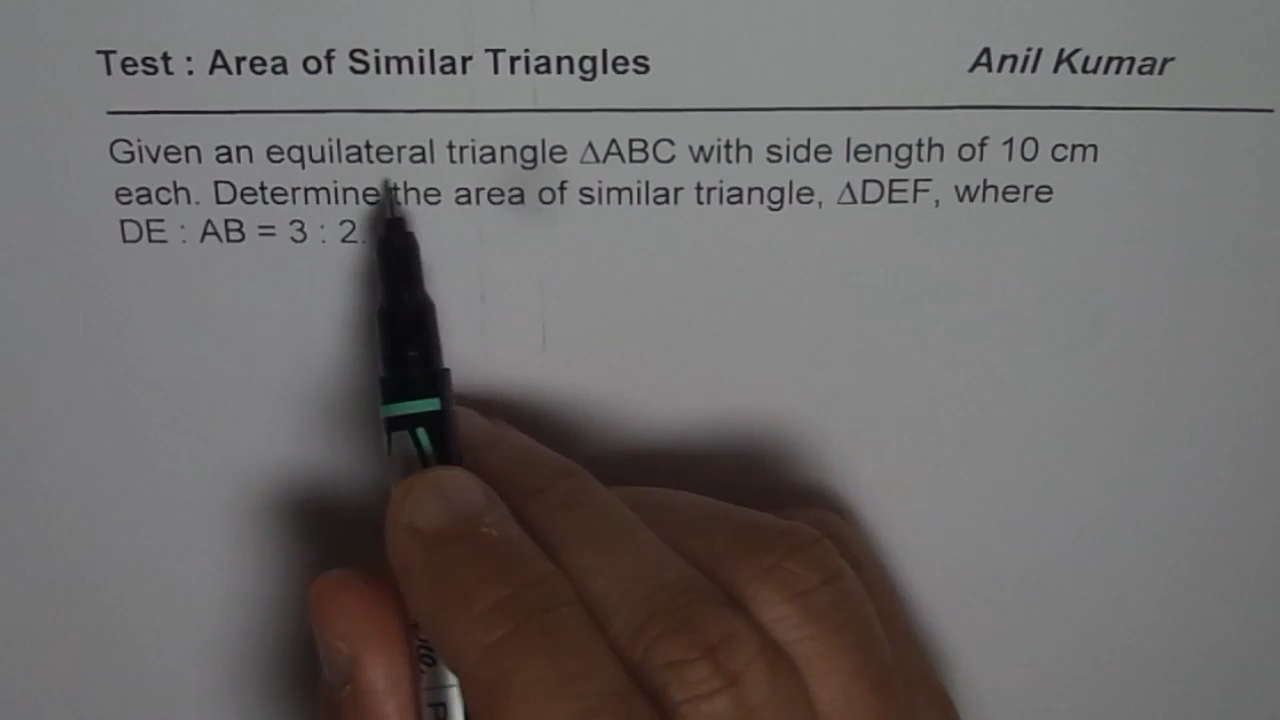 Test : Area of Similar Triangles Anil Kumar
Given an equilateral triangle ΔABC with side length of 10 cm
each. Determine the area of similar triangle, ΔDEF, where
DE : AB = 3 : 2.